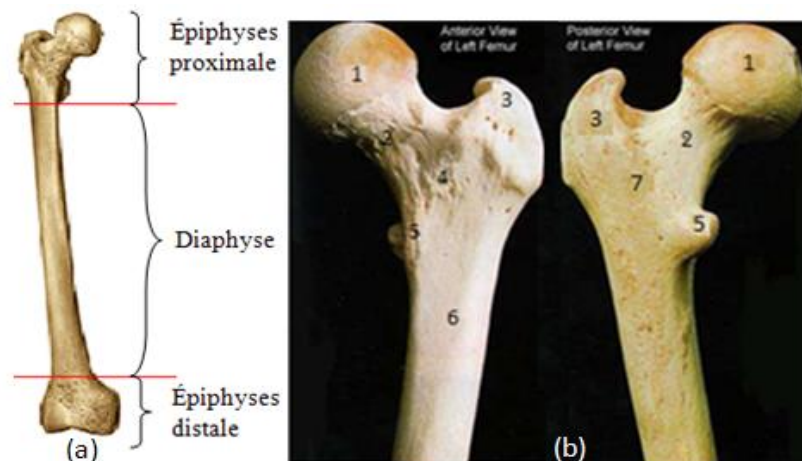 Épiphyses
proximale
Diaphyse
Épiphyses
distale
(a)
Anterior View
of Left Femur
1
3
2
4
5
6
Posterior View
of Left Femur
1
3
2
7
5
(b)